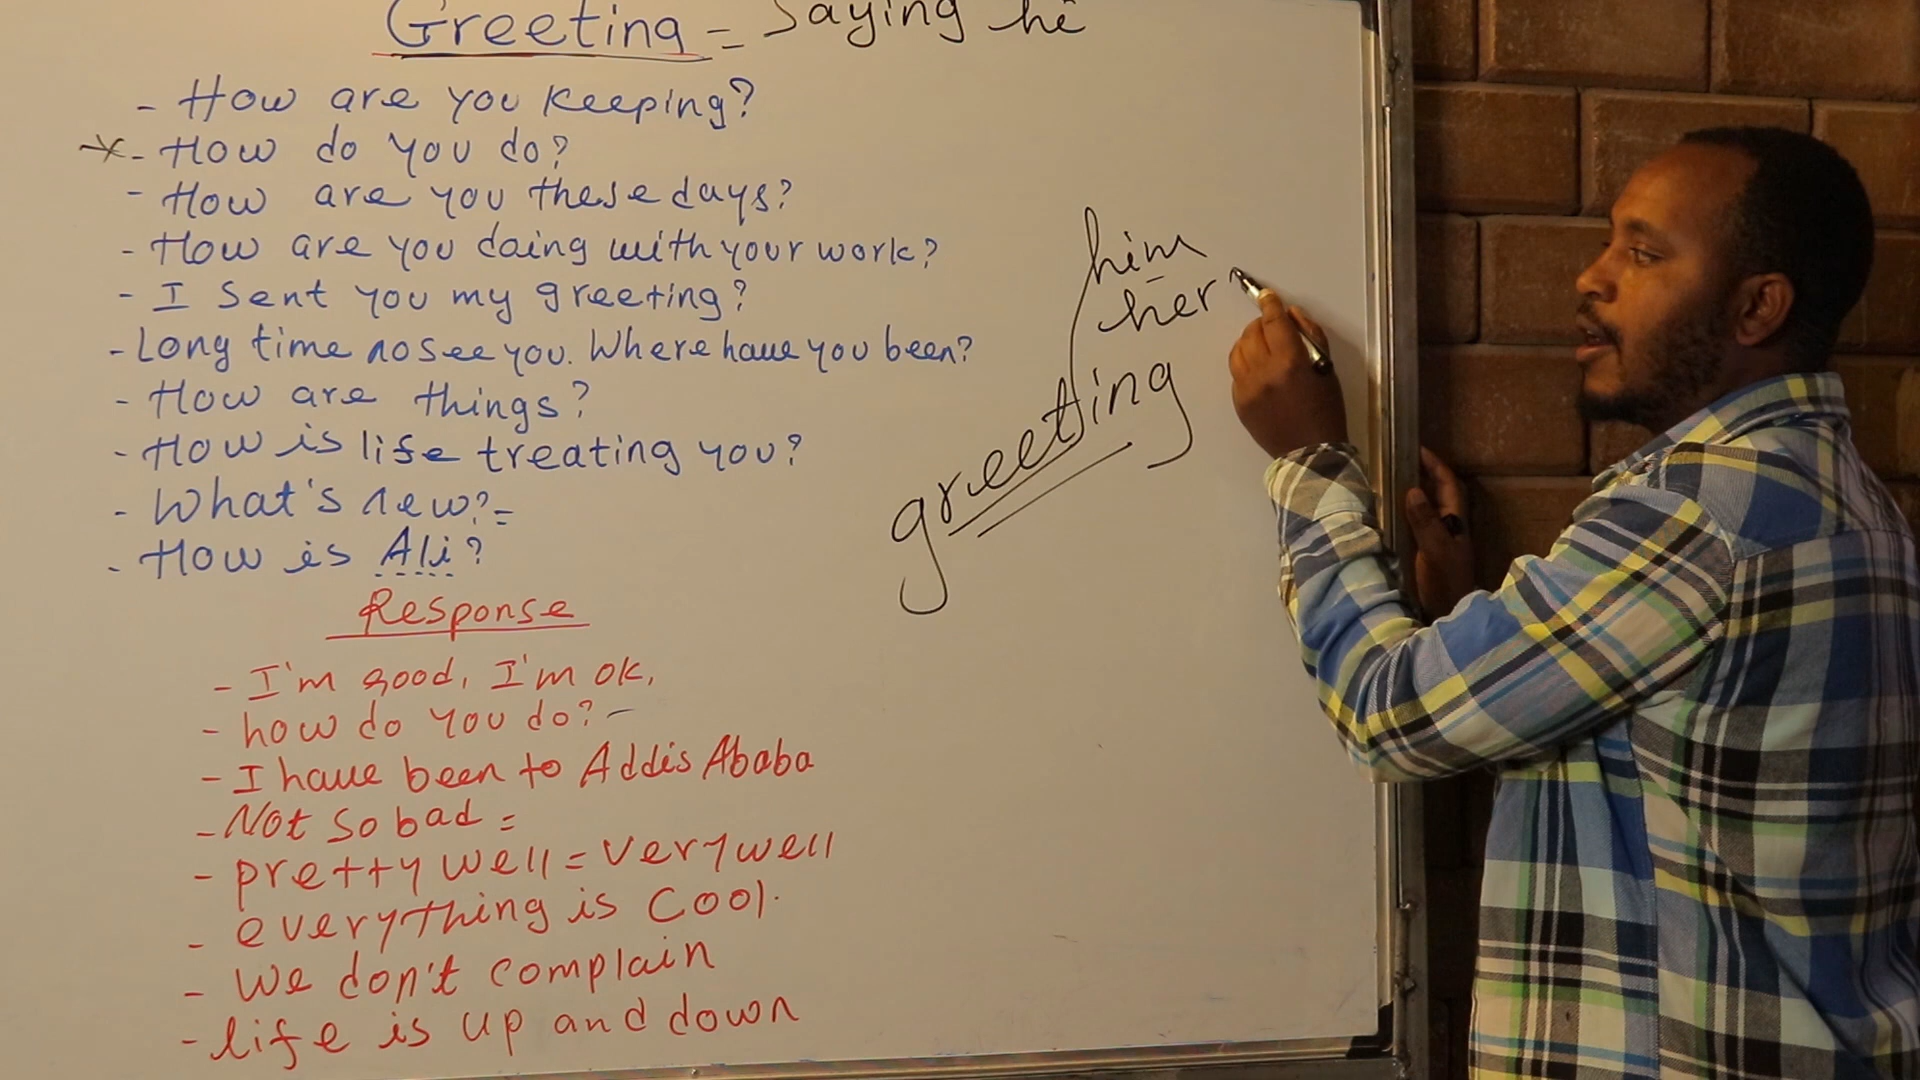 Greeting = Saying hi
- How are you keeping?
- How do you do?
- How are you these days?
- How are you doing with your work?
- I sent you my greeting?
- Long time no see you. Where have you been?
- How are things?
- How is life treating you?
- What's new? =
- How is Ali?
Response
- I'm good, I'm ok,
- how do you do? -
- I have been to Addis Ababa
- Not so bad =
- pretty well = very well
- everything is cool.
- we don't complain
- life is up and down
him
her
greeting